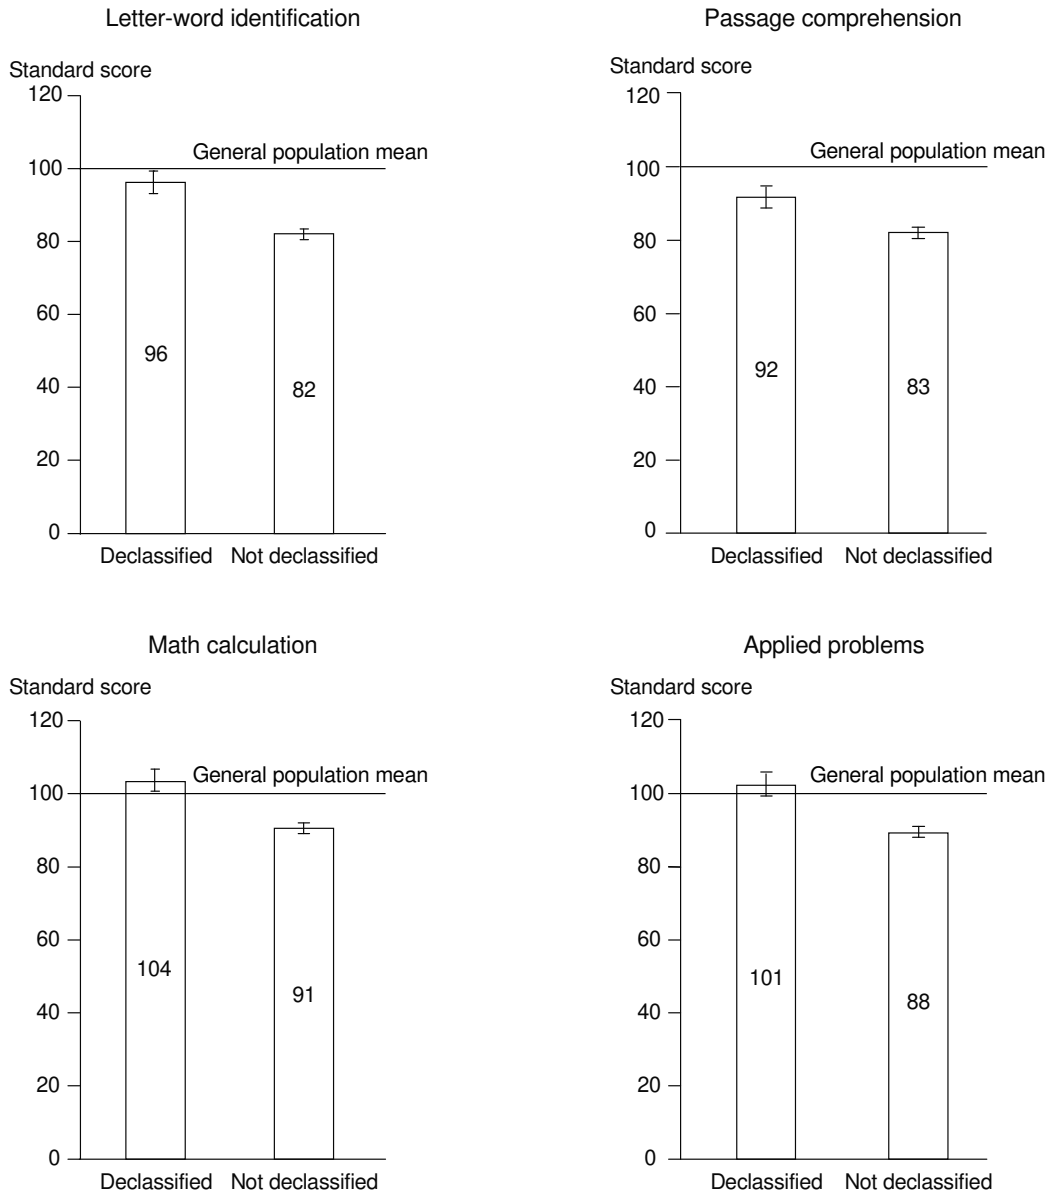 Letter-word identification
Standard score
120
General population mean
100
80
60
96
82
40
20
0
Declassified Not declassified
Passage comprehension
Standard score
120
General population mean
100
80
60
92
83
40
20
0
Declassified Not declassified
Math calculation
Standard score
120
General population mean
100
80
60
104
91
40
20
0
Declassified Not declassified
Applied problems
Standard score
120
General population mean
100
80
60
101
88
40
20
0
Declassified Not declassified